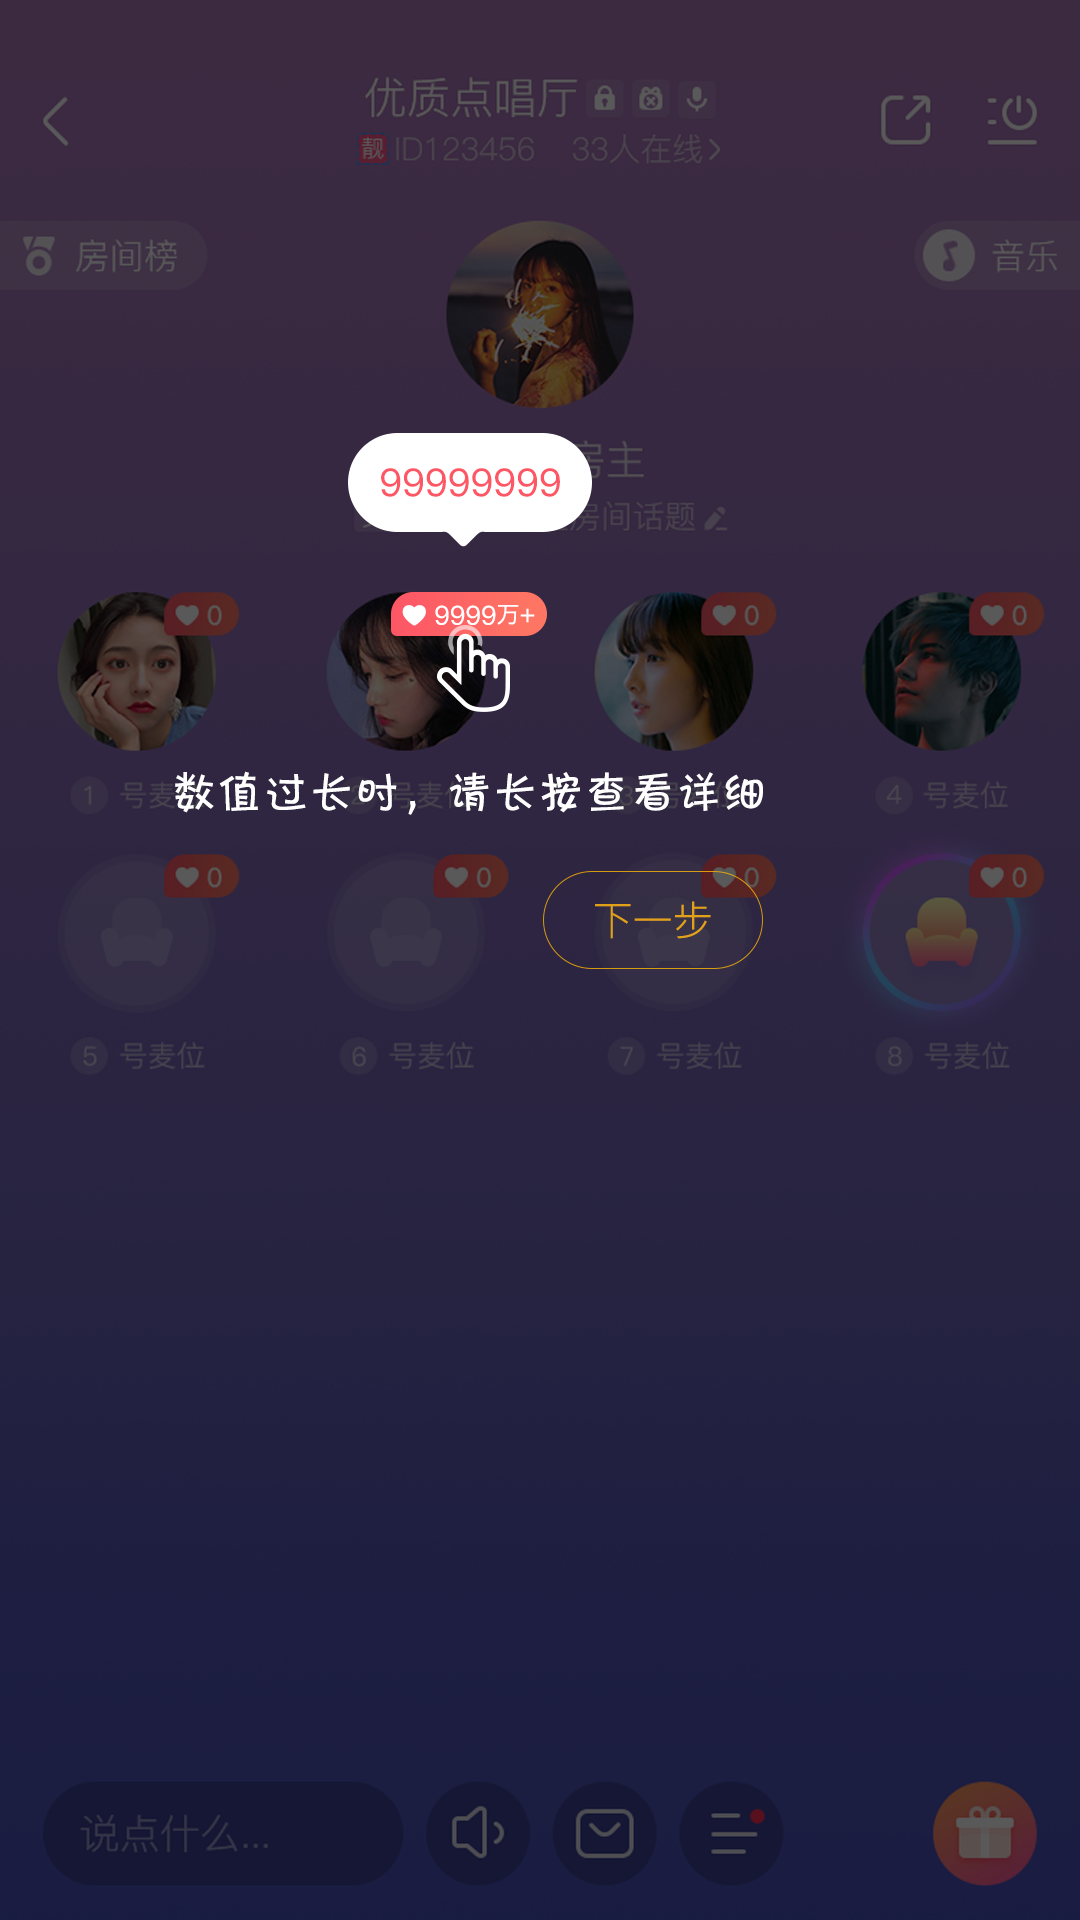 优质点唱厅
靓 ID123456 33人在线
房间榜
音乐
99999999
房主
房间话题
0
9999万+
0
0
1 号麦
4 号麦位
数值过长时，请长按查看详细
0
0
0
0
下一步
5 号麦位
6 号麦位
7 号麦位
8 号麦位
说点什么...